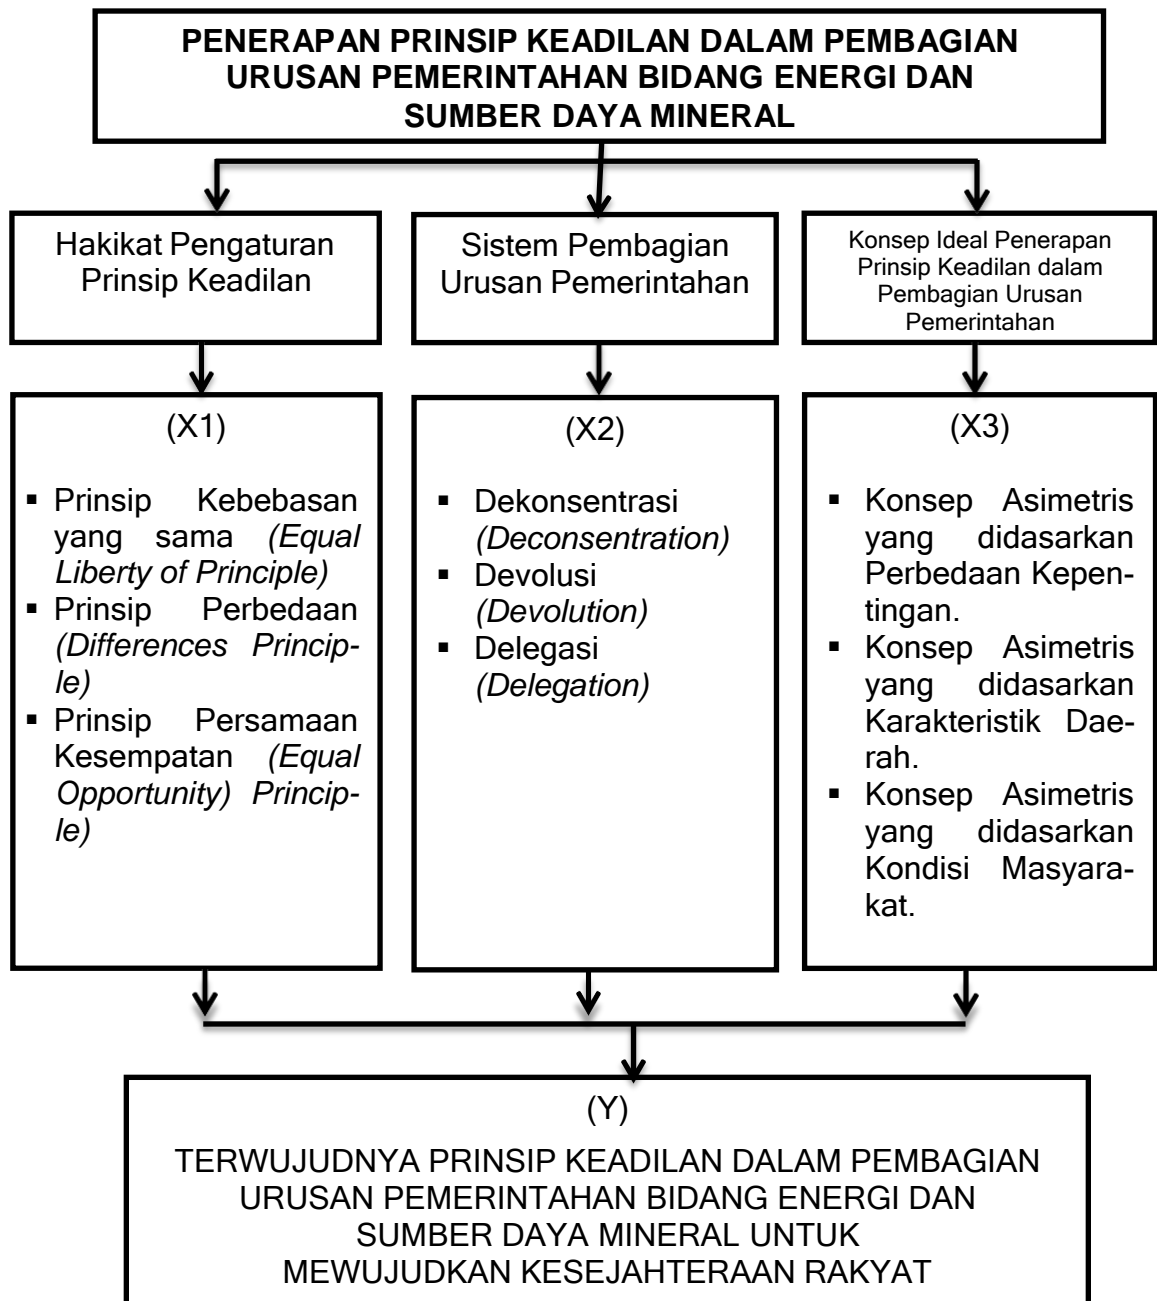 PENERAPAN PRINSIP KEADILAN DALAM PEMBAGIAN
URUSAN PEMERINTAHAN BIDANG ENERGI DAN
SUMBER DAYA MINERAL
Hakikat Pengaturan
Prinsip Keadilan
Sistem Pembagian
Urusan Pemerintahan
Konsep Ideal Penerapan
Prinsip Keadilan dalam
Pembagian Urusan
Pemerintahan
(X1)
▪ Prinsip Kebebasan
yang sama (Equal
Liberty of Principle)
▪ Prinsip Perbedaan
(Differences Princip-
le)
▪ Prinsip Persamaan
Kesempatan (Equal
Opportunity) Princip-
le)
(X2)
▪ Dekonsentrasi
(Deconsentration)
▪ Devolusi
(Devolution)
▪ Delegasi
(Delegation)
(X3)
▪ Konsep Asimetris
yang didasarkan
Perbedaan Kepen-
tingan.
▪ Konsep Asimetris
yang didasarkan
Karakteristik Dae-
rah.
▪ Konsep Asimetris
yang didasarkan
Kondisi Masyara-
kat.
(Y)
TERWUJUDNYA PRINSIP KEADILAN DALAM PEMBAGIAN
URUSAN PEMERINTAHAN BIDANG ENERGI DAN
SUMBER DAYA MINERAL UNTUK
MEWUJUDKAN KESEJAHTERAAN RAKYAT